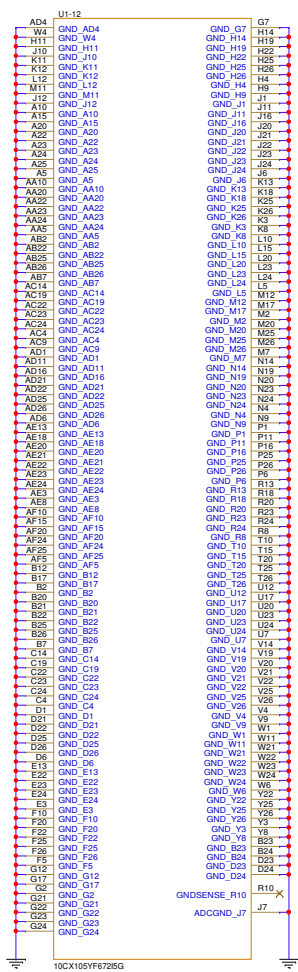 U1-12
AD4 GND_AD4 GND_G7 G7
W4 GND_W4 GND_H14 H14
H11 GND_H11 GND_H19 H19
J10 GND_J10 GND_H22 H22
K11 GND_K11 GND_H25 H25
K12 GND_K12 GND_H26 H26
L12 GND_L12 GND_H4 H4
M11 GND_M11 GND_H9 H9
J12 GND_J12 GND_J1 J1
A10 GND_A10 GND_J11 J11
A15 GND_A15 GND_J16 J16
A20 GND_A20 GND_J20 J20
A22 GND_A22 GND_J21 J21
A23 GND_A23 GND_J22 J22
A24 GND_A24 GND_J23 J23
A25 GND_A25 GND_J24 J24
A5 GND_A5 GND_J6 J6
AA10 GND_AA10 GND_K13 K13
AA20 GND_AA20 GND_K18 K18
AA22 GND_AA22 GND_K25 K25
AA23 GND_AA23 GND_K26 K26
AA24 GND_AA24 GND_K3 K3
AA5 GND_AA5 GND_K8 K8
AB2 GND_AB2 GND_L10 L10
AB22 GND_AB22 GND_L15 L15
AB25 GND_AB25 GND_L20 L20
AB26 GND_AB26 GND_L23 L23
AB7 GND_AB7 GND_L24 L24
AC14 GND_AC14 GND_L5 L5
AC19 GND_AC19 GND_M12 M12
AC22 GND_AC22 GND_M17 M17
AC23 GND_AC23 GND_M2 M2
AC24 GND_AC24 GND_M20 M20
AC4 GND_AC4 GND_M25 M25
AC9 GND_AC9 GND_M26 M26
AD1 GND_AD1 GND_M7 M7
AD11 GND_AD11 GND_N14 N14
AD16 GND_AD16 GND_N19 N19
AD21 GND_AD21 GND_N20 N20
AD22 GND_AD22 GND_N23 N23
AD25 GND_AD25 GND_N24 N24
AD26 GND_AD26 GND_N4 N4
AD6 GND_AD6 GND_N9 N9
AE13 GND_AE13 GND_P1 P1
AE18 GND_AE18 GND_P11 P11
AE20 GND_AE20 GND_P16 P16
AE21 GND_AE21 GND_P25 P25
AE22 GND_AE22 GND_P26 P26
AE23 GND_AE23 GND_P6 P6
AE24 GND_AE24 GND_R13 R13
AE3 GND_AE3 GND_R18 R18
AE8 GND_AE8 GND_R20 R20
AF10 GND_AF10 GND_R23 R23
AF15 GND_AF15 GND_R24 R24
AF20 GND_AF20 GND_R8 R8
AF24 GND_AF24 GND_T10 T10
AF25 GND_AF25 GND_T15 T15
AF5 GND_AF5 GND_T20 T20
B12 GND_B12 GND_T25 T25
B17 GND_B17 GND_T26 T26
B2 GND_B2 GND_U12 U12
B20 GND_B20 GND_U17 U17
B21 GND_B21 GND_U20 U20
B22 GND_B22 GND_U23 U23
B25 GND_B25 GND_U24 U24
B26 GND_B26 GND_U7 U7
B7 GND_B7 GND_V14 V14
C14 GND_C14 GND_V19 V19
C19 GND_C19 GND_V20 V20
C22 GND_C22 GND_V21 V21
C23 GND_C23 GND_V22 V22
C24 GND_C24 GND_V25 V25
C4 GND_C4 GND_V26 V26
D1 GND_D1 GND_V4 V4
D21 GND_D21 GND_V9 V9
D22 GND_D22 GND_W1 W1
D25 GND_D25 GND_W11 W11
D26 GND_D26 GND_W21 W21
D6 GND_D6 GND_W22 W22
E13 GND_E13 GND_W23 W23
E22 GND_E22 GND_W24 W24
E23 GND_E23 GND_W6 W6
E24 GND_E24 GND_Y22 Y22
E3 GND_E3 GND_Y25 Y25
F10 GND_F10 GND_Y26 Y26
F20 GND_F20 GND_Y3 Y3
F22 GND_F22 GND_Y8 Y8
F25 GND_F25 GND_B23 B23
F26 GND_F26 GND_B24 B24
F5 GND_F5 GND_D23 D23
G12 GND_G12 GND_D24 D24
G17 GND_G17
G2 GND_G2 GNDSENSE_R10 R10
G21 GND_G21
G22 GND_G22 ADCGND_J7 J7
G23 GND_G23
G24 GND_G24
10CX105YF672I5G